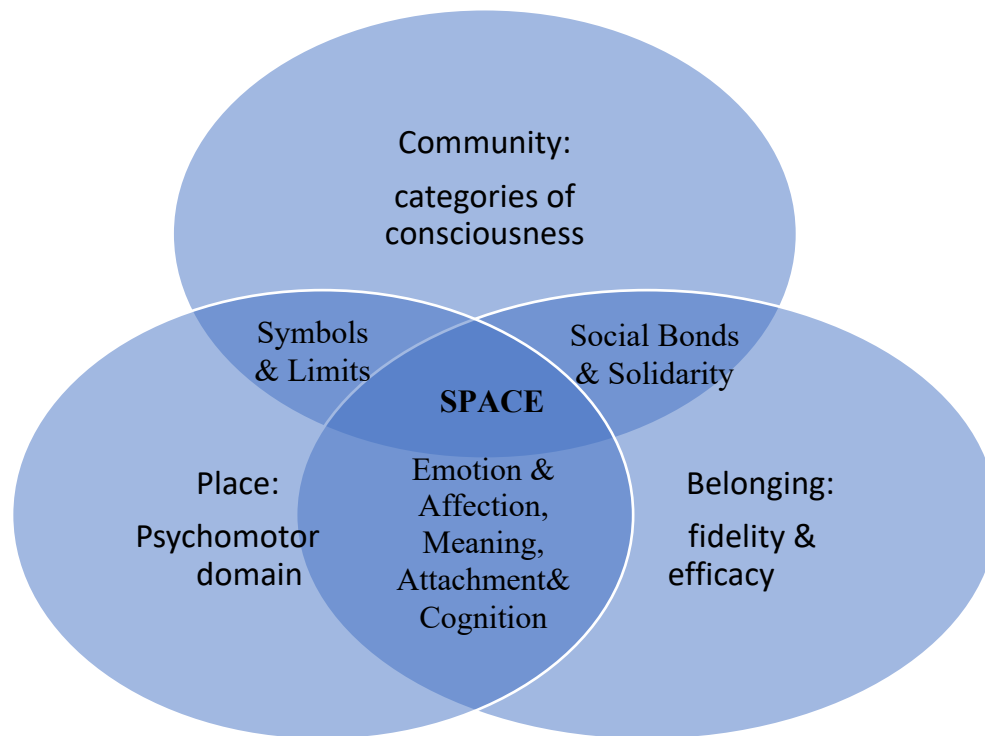 Community:
categories of
consciousness
Symbols
& Limits
Social Bonds
& Solidarity
SPACE
Place:
Psychomotor
domain
Emotion &
Affection,
Meaning,
Attachment&
Cognition
Belonging:
fidelity &
efficacy